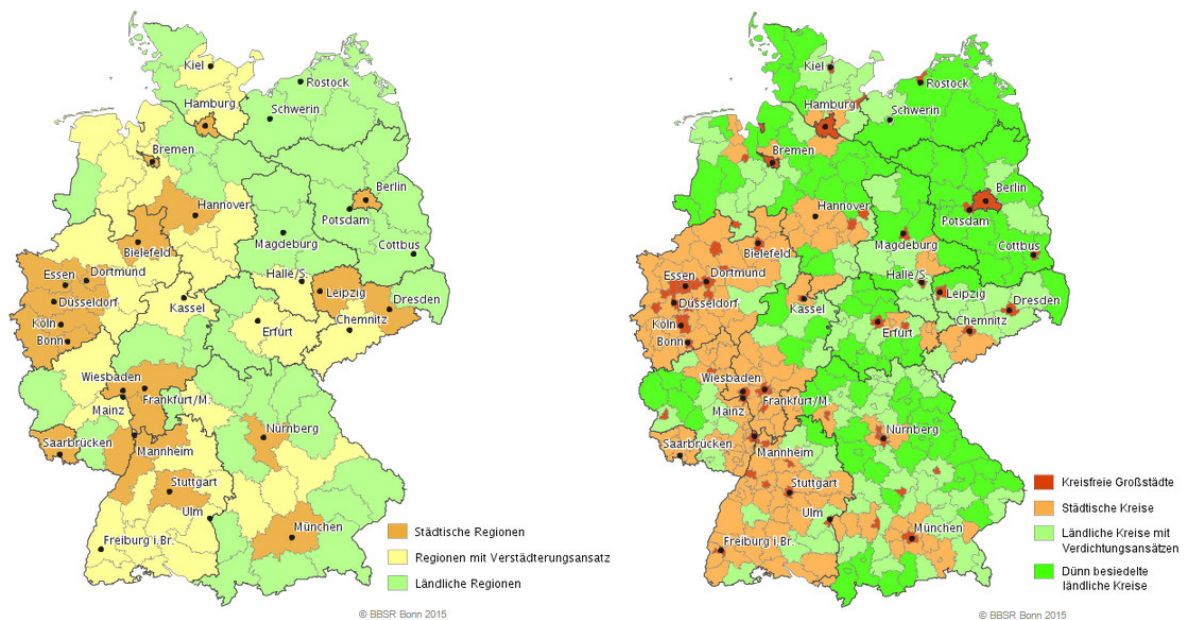 Kiel
Rostock
Hamburg
Schwerin
Bremen
Berlin
Hannover
Potsdam
Bielefeld
Magdeburg
Cottbus
Essen
Dortmund
Halle/S.
Düsseldorf
Leipzig
Kassel
Dresden
Köln
Erfurt
Chemnitz
Bonn
Wiesbaden
Frankfurt/M.
Mainz
Nürnberg
Saarbrücken
Mannheim
Stuttgart
Ulm
München
Freiburg i.Br.
Städtische Regionen
Regionen mit Verstädterungsansatz
Ländliche Regionen
© BBSR Bonn 2015
Kiel
Rostock
Hamburg
Schwerin
Bremen
Berlin
Hannover
Potsdam
Bielefeld
Magdeburg
Cottbus
Essen
Dortmund
Halle/S.
Düsseldorf
Leipzig
Kassel
Dresden
Köln
Erfurt
Chemnitz
Bonn
Wiesbaden
Frankfurt/M.
Mainz
Nürnberg
Saarbrücken
Mannheim
Stuttgart
Ulm
München
Freiburg i.Br.
Kreisfreie Großstädte
Städtische Kreise
Ländliche Kreise mit
Verdichtungsansätzen
Dünn besiedelte
ländliche Kreise
© BBSR Bonn 2015